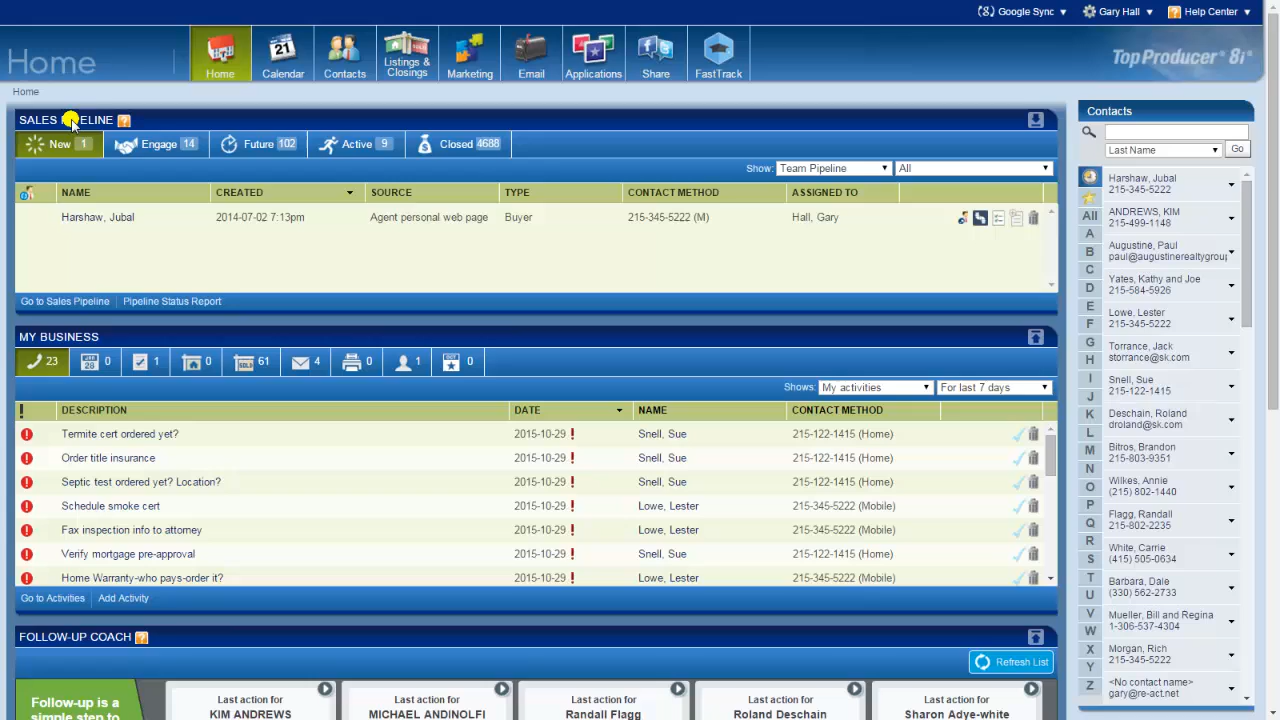 Google Sync Gary Hall Help Center
Home
Home Calendar Contacts Listings & Closings Marketing Email Applications Share FastTrack
TOP PRODUCER® 8i®
Home
SALES PIPELINE
New 1 Engage 14 Future 102 Active 9 Closed 4688
Show: Team Pipeline All
NAME CREATED SOURCE TYPE CONTACT METHOD ASSIGNED TO
Harshaw, Jubal 2014-07-02 7:13pm Agent personal web page Buyer 215-345-5222 (M) Hall, Gary
Go to Sales Pipeline Pipeline Status Report
MY BUSINESS
23 0 1 0 61 4 0 1 0
Shows: My activities For last 7 days
DESCRIPTION DATE NAME CONTACT METHOD
Termite cert ordered yet? 2015-10-29 ! Snell, Sue 215-122-1415 (Home)
Order title insurance 2015-10-29 ! Snell, Sue 215-122-1415 (Home)
Septic test ordered yet? Location? 2015-10-29 ! Snell, Sue 215-122-1415 (Home)
Schedule smoke cert 2015-10-29 ! Lowe, Lester 215-345-5222 (Mobile)
Fax inspection info to attorney 2015-10-29 ! Lowe, Lester 215-345-5222 (Mobile)
Verify mortgage pre-approval 2015-10-29 ! Snell, Sue 215-122-1415 (Home)
Home Warranty-who pays-order it? 2015-10-29 ! Lowe, Lester 215-345-5222 (Mobile)
Go to Activities Add Activity
FOLLOW-UP COACH
Refresh List
Follow-up is a
simple step to
Last action for
KIM ANDREWS
Last action for
MICHAEL ANDINOLFI
Last action for
Randall Flagg
Last action for
Roland Deschain
Last action for
Sharon Adye-white
Contacts
Last Name Go
All
A
B
C
D
E
F
G
H
I
J
K
L
M
N
O
P
Q
R
S
T
U
V
W
X
Y
Z
Harshaw, Jubal
215-345-5222
ANDREWS, KIM
215-499-1148
Augustine, Paul
paul@augustinerealtygroup
Yates, Kathy and Joe
215-584-5926
Lowe, Lester
215-345-5222
Torrance, Jack
storrance@sk.com
Snell, Sue
215-122-1415
Deschain, Roland
droland@sk.com
Bitros, Brandon
215-803-9351
Wilkes, Annie
(215) 802-1440
Flagg, Randall
215-802-2235
White, Carrie
(415) 505-0634
Barbara, Dale
(330) 562-2733
Mueller, Bill and Regina
1-306-537-4304
Morgan, Rich
215-345-5222
<No contact name>
gary@re-act.net